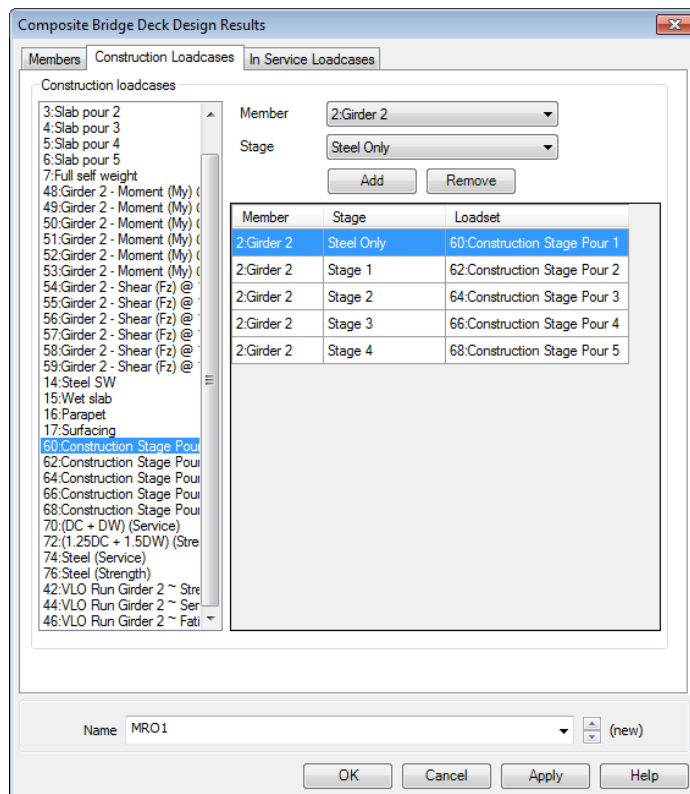 Composite Bridge Deck Design Results
Members Construction Loadcases In Service Loadcases
Construction loadcases
3:Slab pour 2
4:Slab pour 3
5:Slab pour 4
6:Slab pour 5
7:Full self weight
48:Girder 2 - Moment (My) (
49:Girder 2 - Moment (My) (
50:Girder 2 - Moment (My) (
51:Girder 2 - Moment (My) (
52:Girder 2 - Moment (My) (
53:Girder 2 - Moment (My) (
54:Girder 2 - Shear (Fz) @
55:Girder 2 - Shear (Fz) @
56:Girder 2 - Shear (Fz) @
57:Girder 2 - Shear (Fz) @
58:Girder 2 - Shear (Fz) @
59:Girder 2 - Shear (Fz) @
14:Steel SW
15:Wet slab
16:Parapet
17:Surfacing
60:Construction Stage Pour
62:Construction Stage Pour
64:Construction Stage Pour
66:Construction Stage Pour
68:Construction Stage Pour
70:(DC + DW) (Service)
72:(1.25DC + 1.5DW) (Stre
74:Steel (Service)
76:Steel (Strength)
42:VLO Run Girder 2 ~ Stre
44:VLO Run Girder 2 ~ Ser
46:VLO Run Girder 2 ~ Fati
Member 2:Girder 2
Stage Steel Only
Add Remove
Member Stage Loadset
2:Girder 2 Steel Only 60:Construction Stage Pour 1
2:Girder 2 Stage 1 62:Construction Stage Pour 2
2:Girder 2 Stage 2 64:Construction Stage Pour 3
2:Girder 2 Stage 3 66:Construction Stage Pour 4
2:Girder 2 Stage 4 68:Construction Stage Pour 5
Name MRO1 (new)
OK Cancel Apply Help